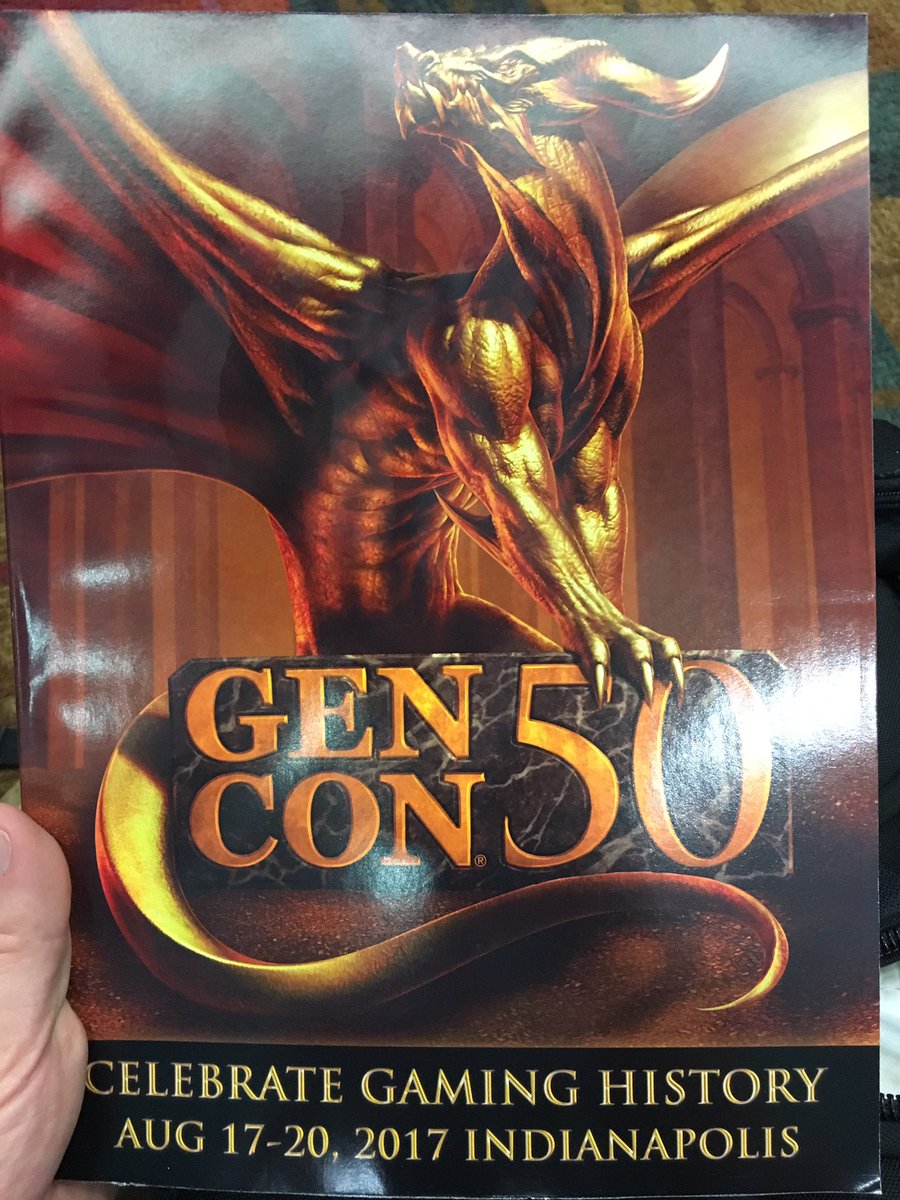 GEN
CON® 50
CELEBRATE GAMING HISTORY
AUG 17-20, 2017 INDIANAPOLIS